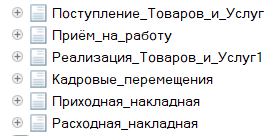 Поступление_Товаров_и_Услуг
Приём_на_работу
Реализация_Товаров_и_Услуг1
Кадровые_перемещения
Приходная_накладная
Расходная_накладная